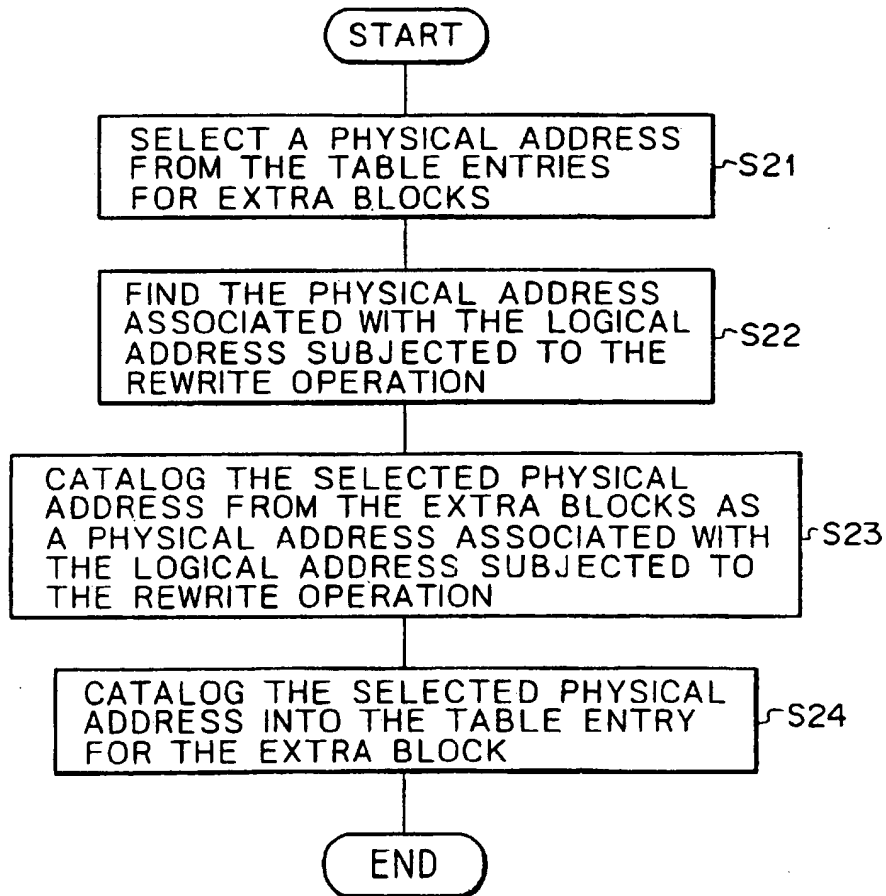 START
SELECT A PHYSICAL ADDRESS
FROM THE TABLE ENTRIES
FOR EXTRA BLOCKS
S21
FIND THE PHYSICAL ADDRESS
ASSOCIATED WITH THE LOGICAL
ADDRESS SUBJECTED TO THE
REWRITE OPERATION
S22
CATALOG THE SELECTED PHYSICAL
ADDRESS FROM THE EXTRA BLOCKS AS
A PHYSICAL ADDRESS ASSOCIATED WITH
THE LOGICAL ADDRESS SUBJECTED TO
THE REWRITE OPERATION
S23
CATALOG THE SELECTED PHYSICAL
ADDRESS INTO THE TABLE ENTRY
FOR THE EXTRA BLOCK
S24
END